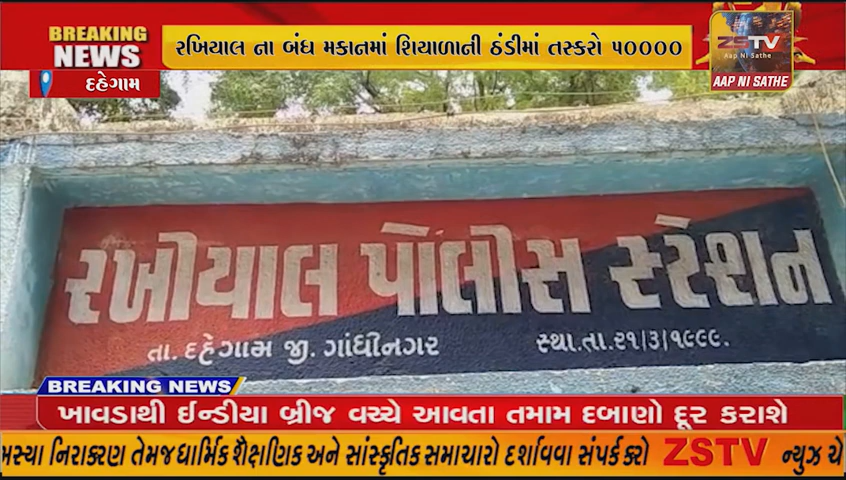 BREAKING
NEWS
રખિયાલ ના બંધ મકાનમાં શિયાળાની ઠંડીમાં તસ્કરો ૫૦૦૦૦
ZSTV
Aap Ni Sathe
AAP NI SATHE
દહેગામ
રખીયાલ પોલીસ સ્ટેશન
તા. દહેગામ જી. ગાંધીનગર
સ્થા.તા.૨૧/૩/૧૯૯૯.
BREAKING NEWS
ખાવડાથી ઈન્ડીયા બ્રીજ વચ્ચે આવતા તમામ દબાણો દૂર કરાશે
નિરાકરણ તેમજ ધાર્મિક શૈક્ષણિક અને સાંસ્કૃતિક સમાચારો દર્શાવવા સંપર્ક કરો ZSTV ન્યુઝ ચે